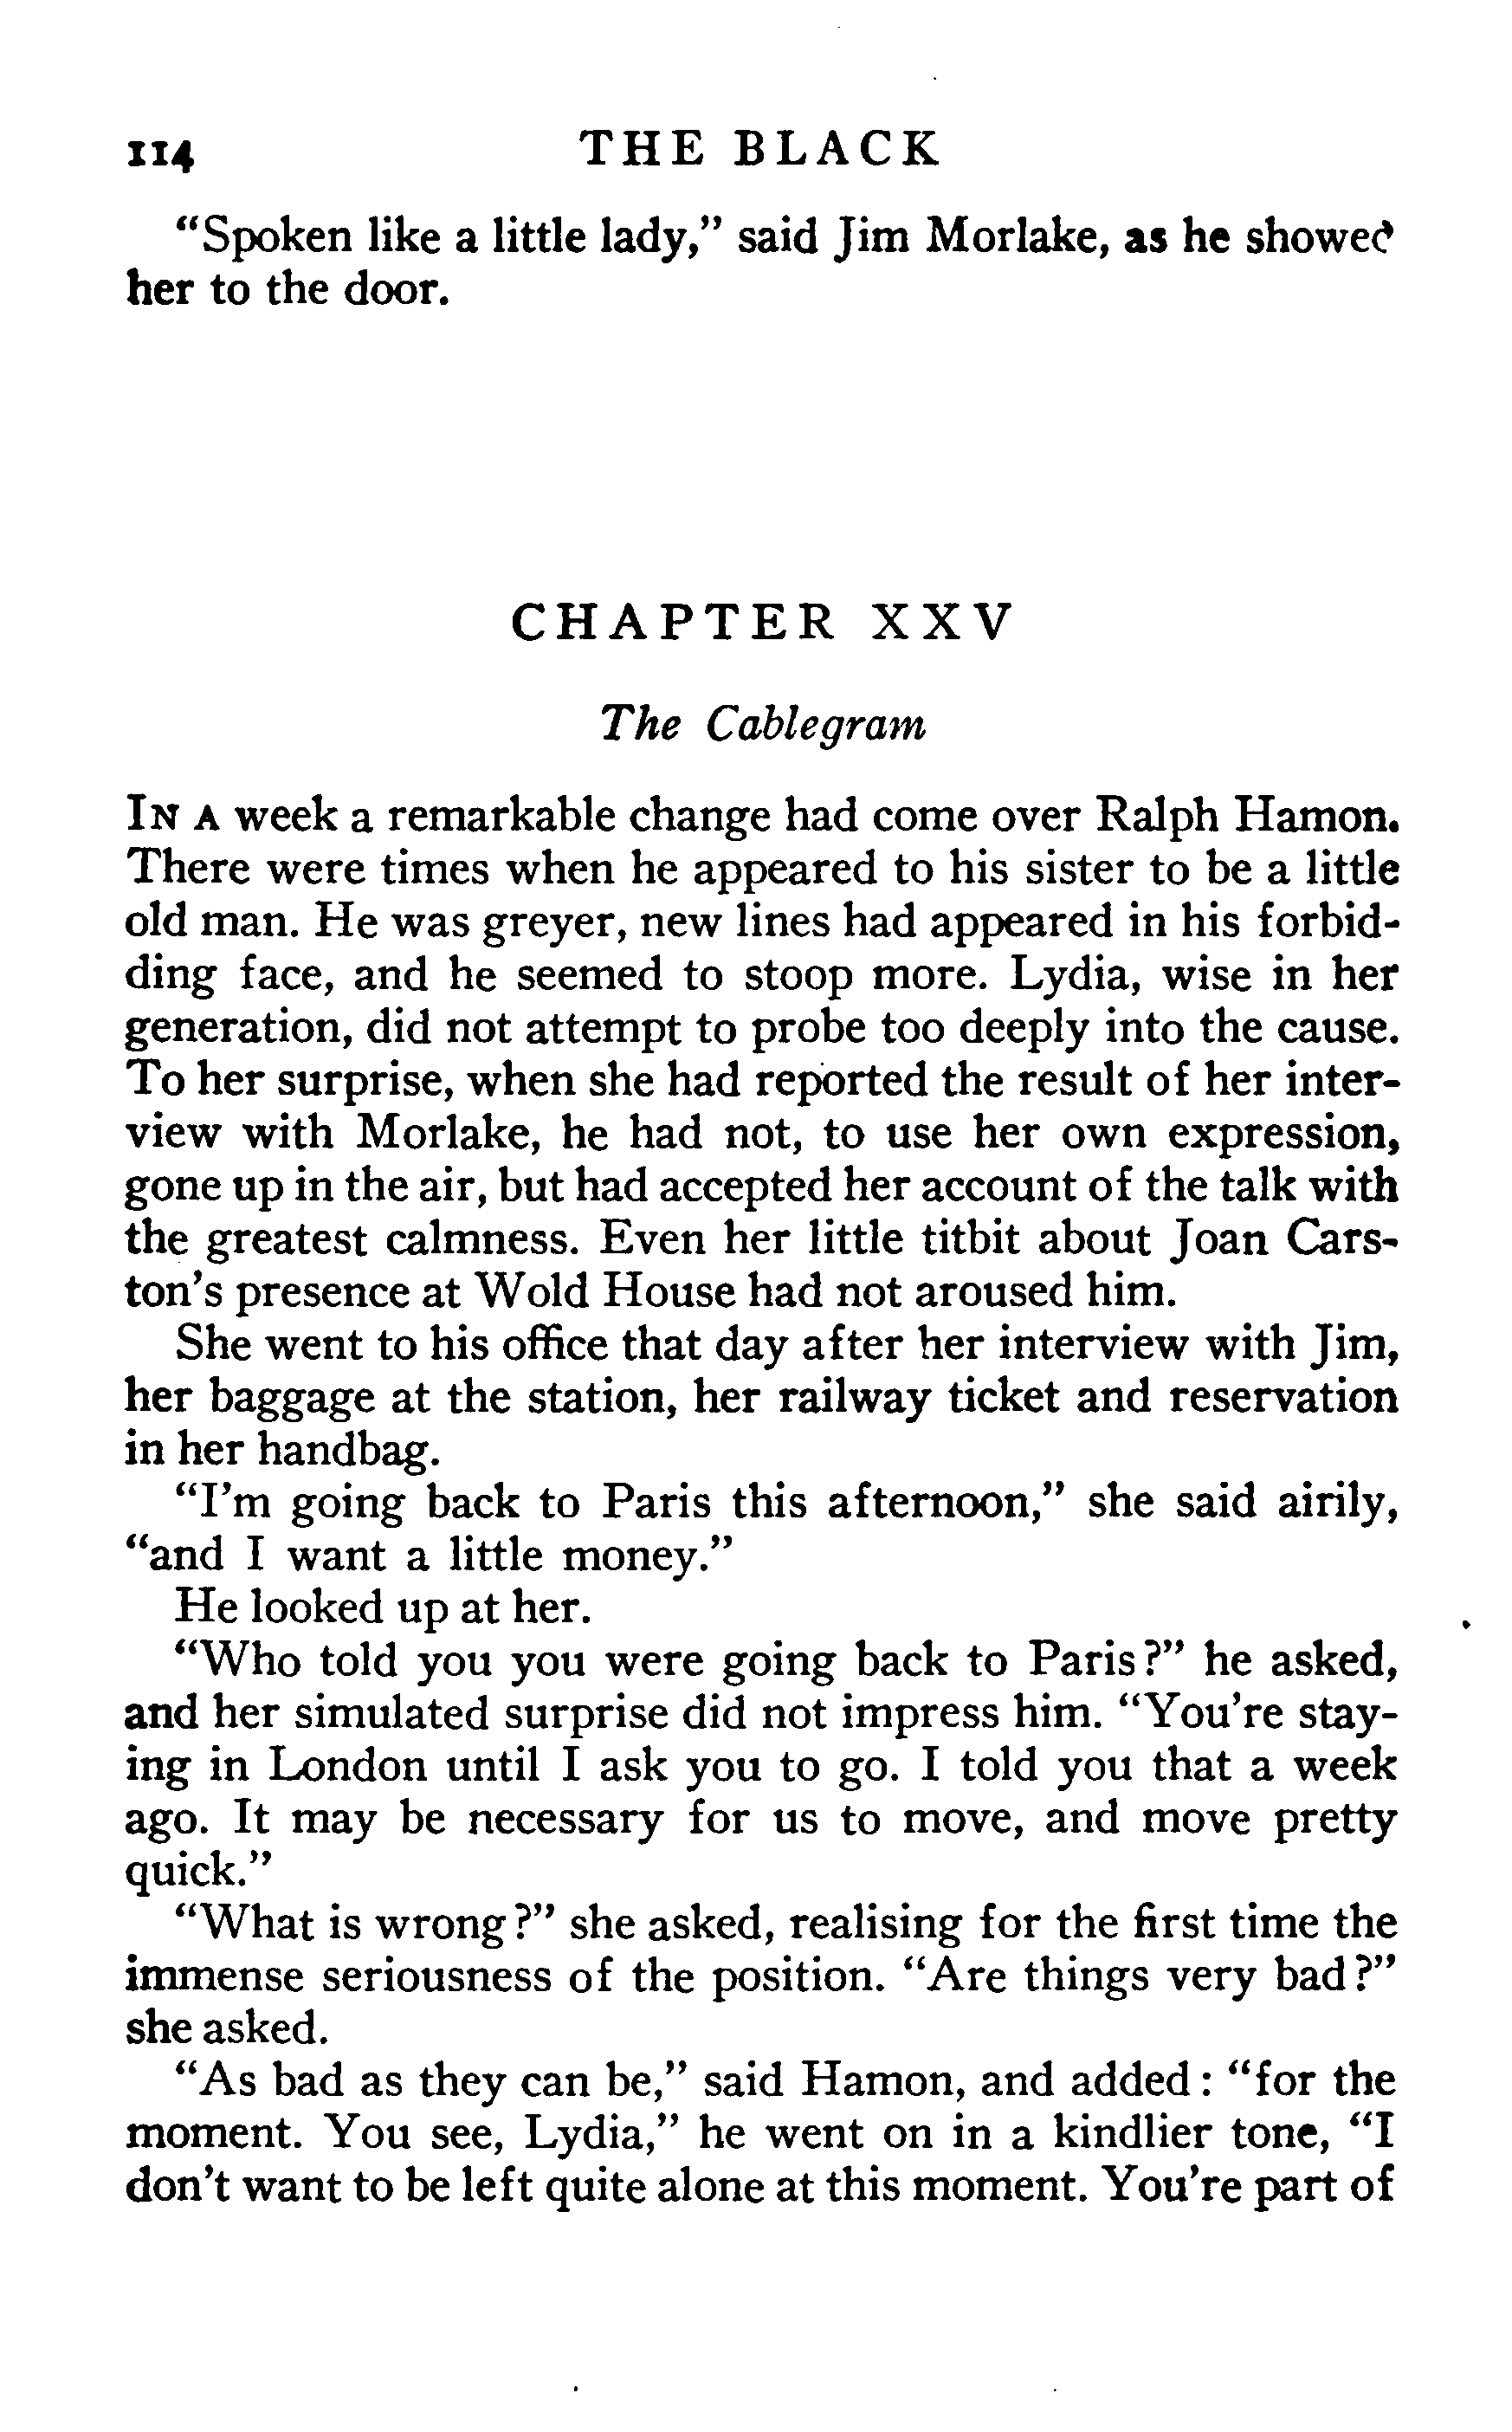 114 THE BLACK
“Spoken like a little lady,” said Jim Morlake, as he showed
her to the door.
CHAPTER XXV
The Cablegram
IN A week a remarkable change had come over Ralph Hamon.
There were times when he appeared to his sister to be a little
old man. He was greyer, new lines had appeared in his forbid-
ding face, and he seemed to stoop more. Lydia, wise in her
generation, did not attempt to probe too deeply into the cause.
To her surprise, when she had reported the result of her inter-
view with Morlake, he had not, to use her own expression,
gone up in the air, but had accepted her account of the talk with
the greatest calmness. Even her little titbit about Joan Cars-
ton's presence at Wold House had not aroused him.
She went to his office that day after her interview with Jim,
her baggage at the station, her railway ticket and reservation
in her handbag.
“I'm going back to Paris this afternoon,” she said airily,
“and I want a little money.”
He looked up at her.
“Who told you you were going back to Paris?” he asked,
and her simulated surprise did not impress him. “You're stay-
ing in London until I ask you to go. I told you that a week
ago. It may be necessary for us to move, and move pretty
quick.”
“What is wrong?” she asked, realising for the first time the
immense seriousness of the position. “Are things very bad?”
she asked.
“As bad as they can be,” said Hamon, and added: “for the
moment. You see, Lydia,” he went on in a kindlier tone, “I
don't want to be left quite alone at this moment. You're part of